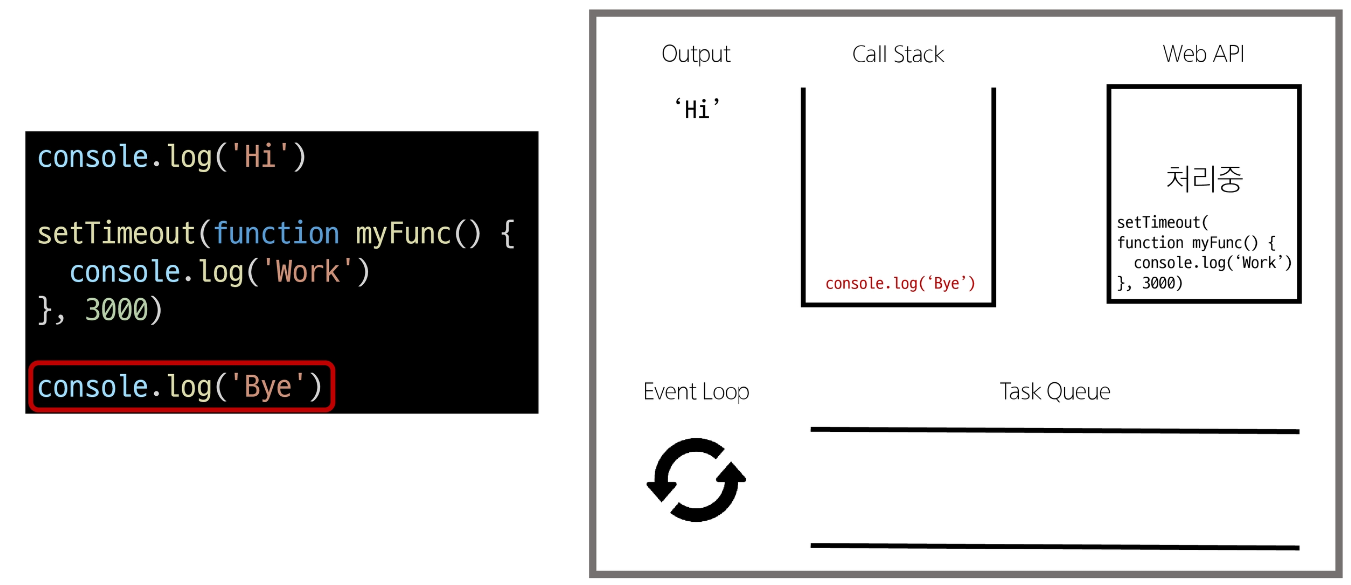 console.log('Hi')
setTimeout(function myFunc() {
  console.log('Work')
}, 3000)
console.log('Bye')
Output
‘Hi’
Call Stack
console.log(‘Bye’)
Web API
처리중
setTimeout(
function myFunc() {
  console.log(‘Work’)
}, 3000)
Event Loop
Task Queue